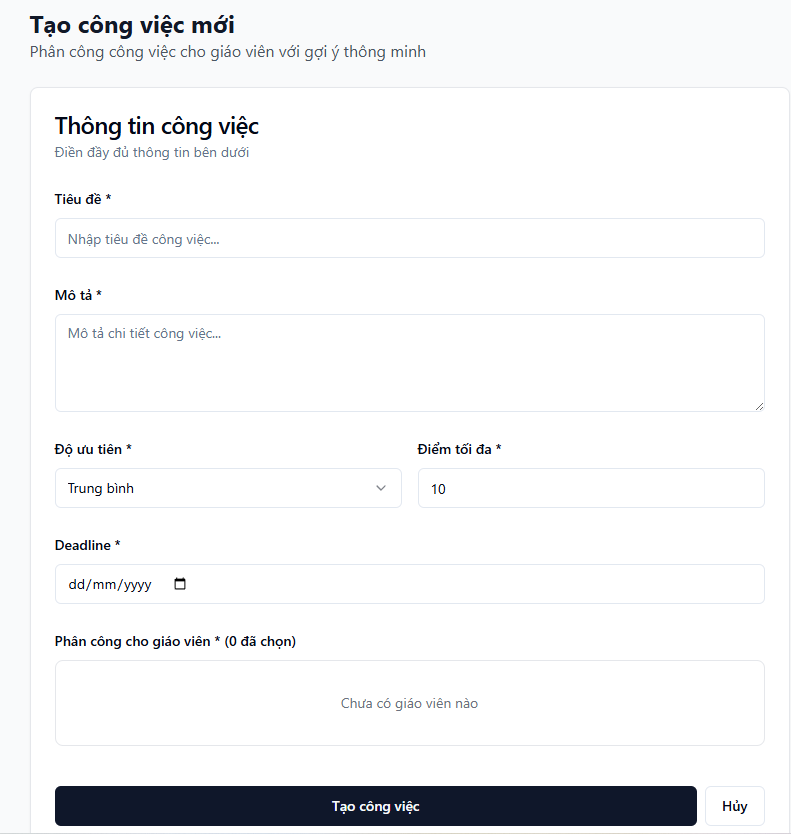 Tạo công việc mới
Phân công công việc cho giáo viên với gợi ý thông minh
Thông tin công việc
Điền đầy đủ thông tin bên dưới
Tiêu đề *
Nhập tiêu đề công việc...
Mô tả *
Mô tả chi tiết công việc...
Độ ưu tiên *
Điểm tối đa *
Trung bình
10
Deadline *
dd/mm/yyyy
Phân công cho giáo viên * (0 đã chọn)
Chưa có giáo viên nào
Tạo công việc
Hủy